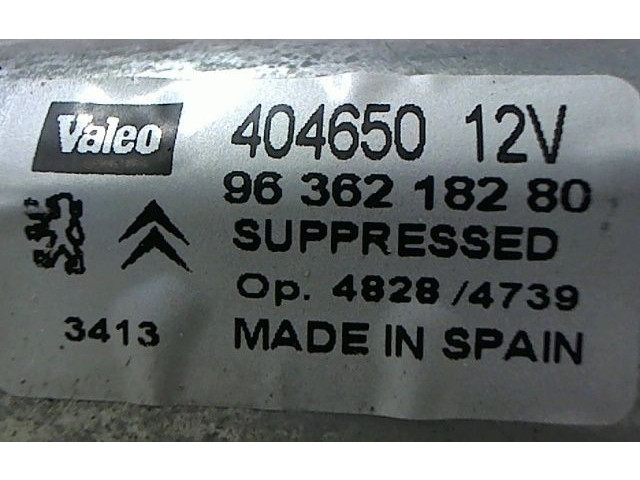 Valeo 404650 12V
96 362 182 80
SUPPRESSED
Op. 4828/4739
3413 MADE IN SPAIN